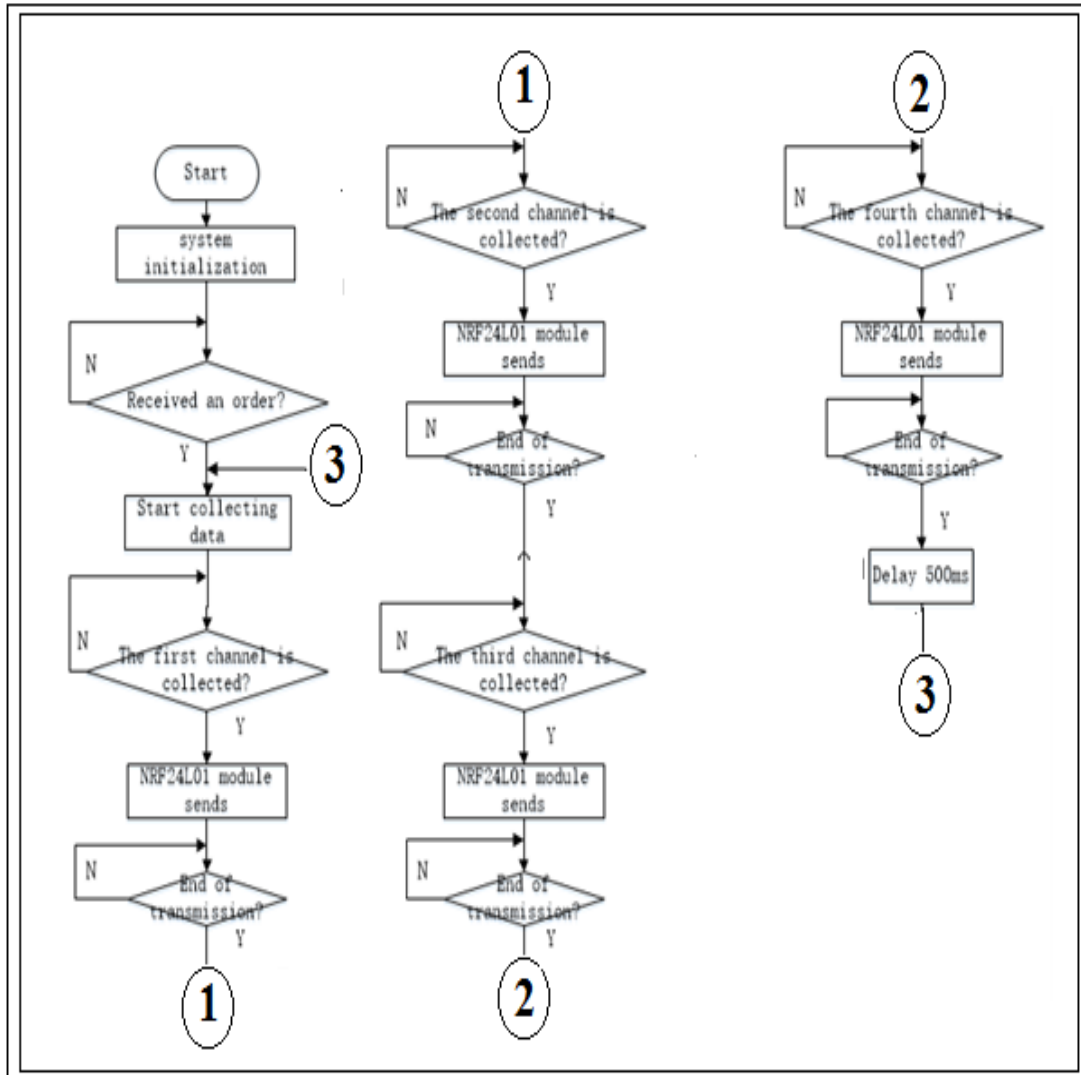 Start
system
initialization
N
Received an order?
Y
3
Start collecting
data
N
The first channel is
collected?
Y
NRF24L01 module
sends
N
End of
transmission?
Y
1
1
N
The second channel is
collected?
Y
NRF24L01 module
sends
N
End of
transmission?
Y
N
The third channel is
collected?
Y
NRF24L01 module
sends
N
End of
transmission?
Y
2
2
N
The fourth channel is
collected?
Y
NRF24L01 module
sends
End of
transmission?
Y
Delay 500ms
3